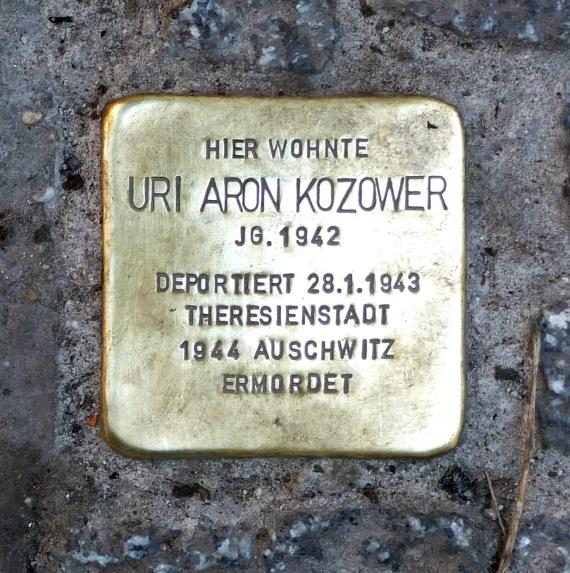 HIER WOHNTE
URI ARON KOZOWER
JG. 1942
DEPORTIERT 28.1.1943
THERESIENSTADT
1944 AUSCHWITZ
ERMORDET